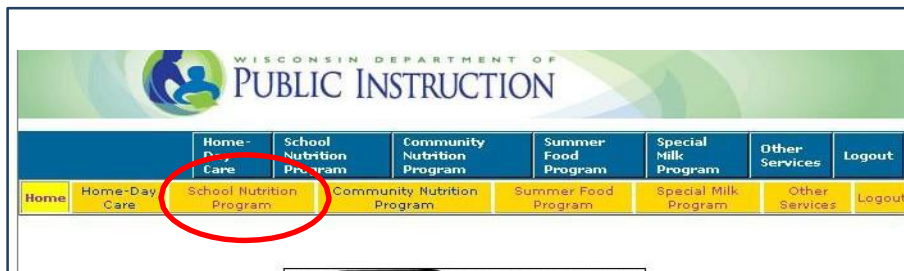 WISCONSIN DEPARTMENT OF
PUBLIC INSTRUCTION
Home-
Day
Care
School
Nutrition
Program
Community
Nutrition
Program
Summer
Food
Program
Special
Milk
Program
Other
Services
Logout
Home
Home-Day
Care
School Nutrition
Program
Community Nutrition
Program
Summer Food
Program
Special Milk
Program
Other
Services
Logout